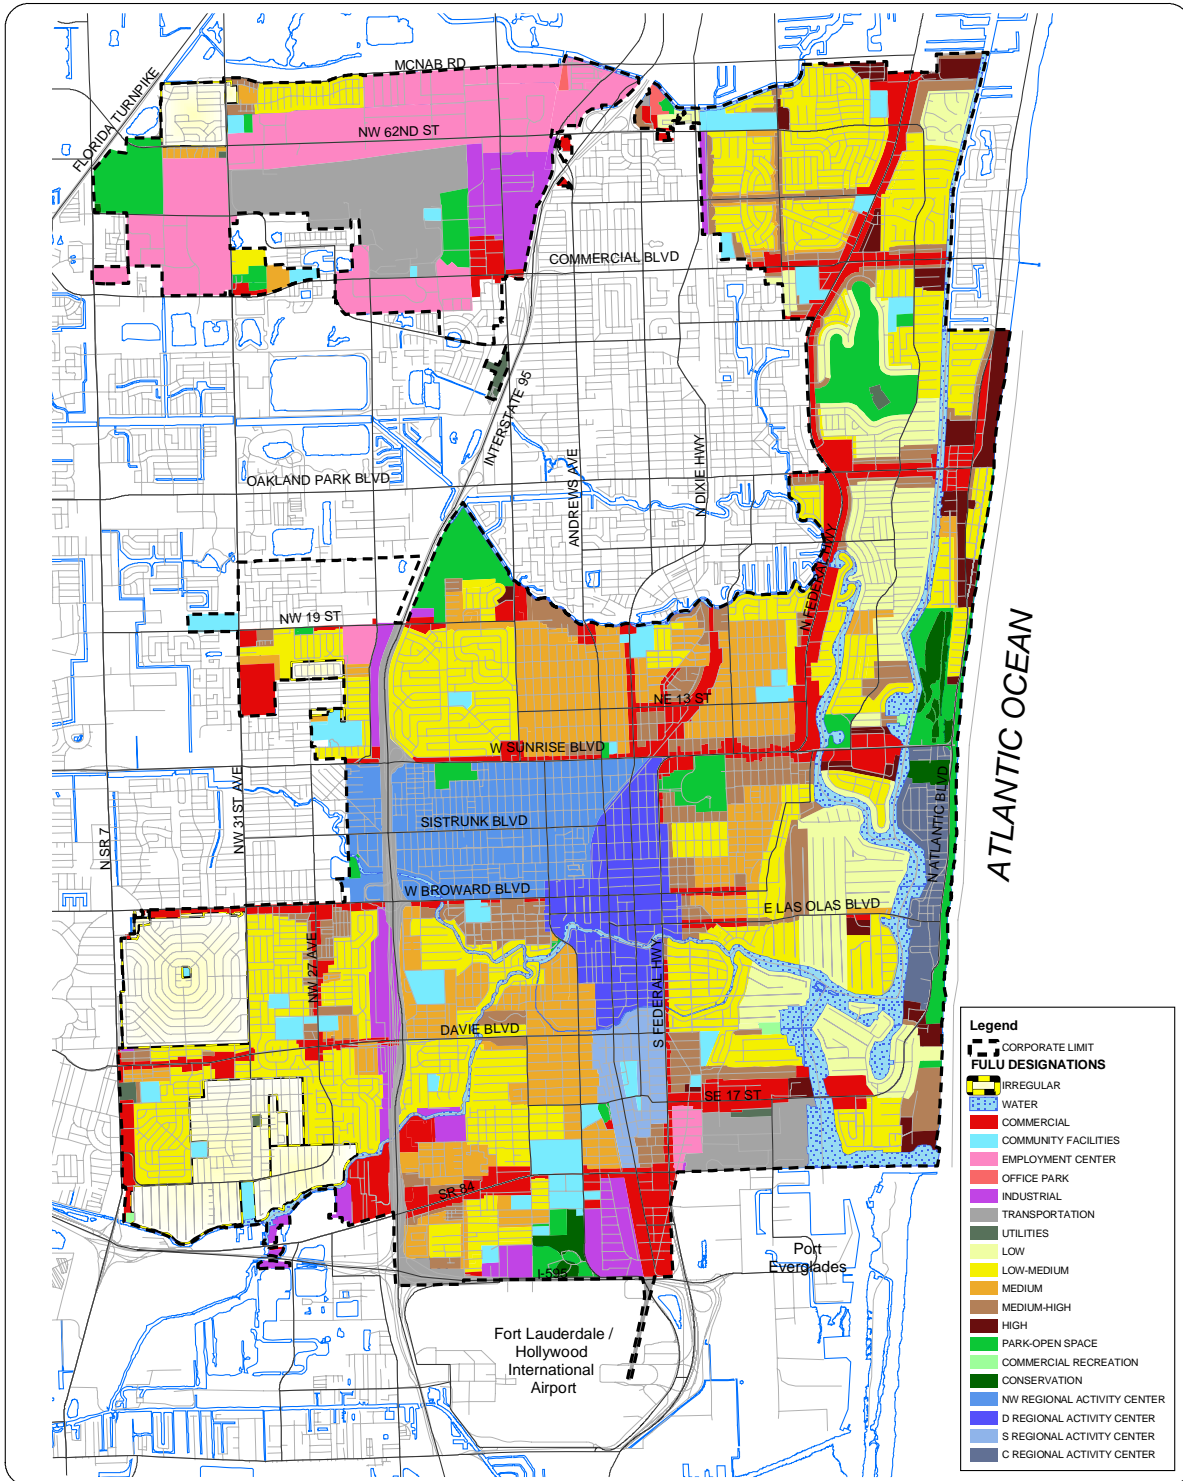 MCNAB RD
FLORIDA TURNPIKE
NW 62ND ST
COMMERCIAL BLVD
INTERSTATE 95
N DIXIE HWY
ANDREWS AVE
OAKLAND PARK BLVD
N FEDERAL HWY
NW 19 ST
ATLANTIC OCEAN
NE 13 ST
W SUNRISE BLVD
NW 31ST AVE
N SR 7
SISTRUNK BLVD
N ATLANTIC BLVD
W BROWARD BLVD
E LAS OLAS BLVD
NW 27 AVE
S FEDERAL HWY
DAVIE BLVD
SE 17 ST
SR 84
I-595
Port
Everglades
Fort Lauderdale /
Hollywood
International
Airport
Legend
CORPORATE LIMIT
FULU DESIGNATIONS
IRREGULAR
WATER
COMMERCIAL
COMMUNITY FACILITIES
EMPLOYMENT CENTER
OFFICE PARK
INDUSTRIAL
TRANSPORTATION
UTILITIES
LOW
LOW-MEDIUM
MEDIUM
MEDIUM-HIGH
HIGH
PARK-OPEN SPACE
COMMERCIAL RECREATION
CONSERVATION
NW REGIONAL ACTIVITY CENTER
D REGIONAL ACTIVITY CENTER
S REGIONAL ACTIVITY CENTER
C REGIONAL ACTIVITY CENTER